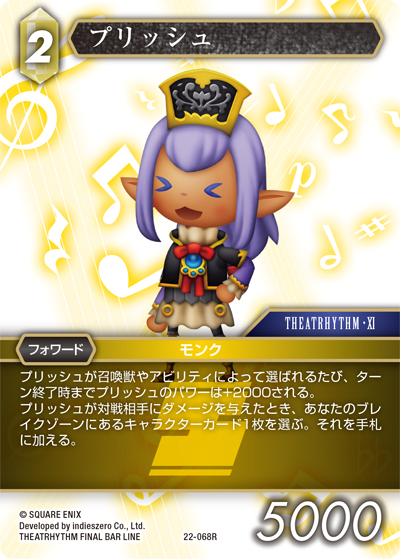 2
プリッシュ
THEATRHYTHM・XI
フォワード
モンク
プリッシュが召喚獣やアビリティによって選ばれるたび、ター
ン終了時までプリッシュのパワーは+2000される。
プリッシュが対戦相手にダメージを与えたとき、あなたのブレ
イクゾーンにあるキャラクターカード1枚を選ぶ。それを手札
に加える。
© SQUARE ENIX
Developed by indieszero Co., Ltd.
THEATRHYTHM FINAL BAR LINE
22-068R
5000